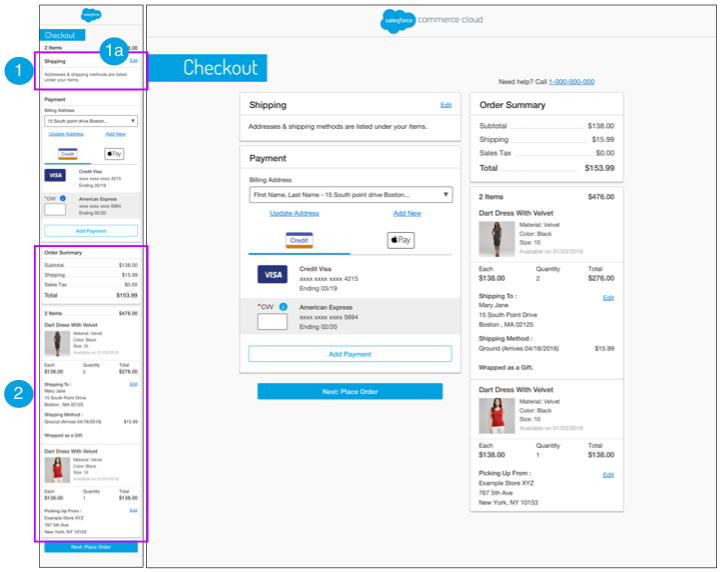 salesforce
Checkout
1a
2 Items $138.00
1
Shipping Edit
Addresses & shipping methods are listed
under your items.
Payment
Billing Address
15 South point drive Boston...
Update Address Add New
Credit Pay
VISA
Credit Visa
xxxx xxxx xxxx 4215
Ending 03/19
*CVV i
American Express
xxxx xxxx xxxx 5694
Ending 02/20
Add Payment
2
Order Summary
Subtotal $138.00
Shipping $15.99
Sales Tax $0.00
Total $153.99
2 Items $476.00
Dart Dress With Velvet
Material: Velvet
Color: Black
Size: 10
Available on 01/03/2016
Each Quantity Total
$138.00 2 $276.00
Shipping To : Edit
Mary Jane
15 South Point Drive
Boston , MA 02125
Shipping Method :
Ground (Arrives 04/18/2016) $15.99
Wrapped as a Gift.
Dart Dress With Velvet
Material: Velvet
Color: Black
Size: 10
Available on 01/03/2016
Each Quantity Total
$138.00 1 $138.00
Picking Up From : Edit
Example Store XYZ
767 5th Ave
New York, NY 10153
Next: Place Order
salesforce commerce cloud
Checkout
Need help? Call 1-000-000-000
Shipping Edit
Addresses & shipping methods are listed under your items.
Payment
Billing Address
First Name, Last Name - 15 South point drive Boston...
Update Address Add New
Credit Pay
VISA
Credit Visa
xxxx xxxx xxxx 4215
Ending 03/19
*CVV i
American Express
xxxx xxxx xxxx 5694
Ending 02/20
Add Payment
Next: Place Order
Order Summary
Subtotal $138.00
Shipping $15.99
Sales Tax $0.00
Total $153.99
2 Items $476.00
Dart Dress With Velvet
Material: Velvet
Color: Black
Size: 10
Available on 01/03/2016
Each Quantity Total
$138.00 2 $276.00
Shipping To : Edit
Mary Jane
15 South Point Drive
Boston , MA 02125
Shipping Method :
Ground (Arrives 04/18/2016) $15.99
Wrapped as a Gift.
Dart Dress With Velvet
Material: Velvet
Color: Black
Size: 10
Available on 01/03/2016
Each Quantity Total
$138.00 1 $138.00
Picking Up From : Edit
Example Store XYZ
767 5th Ave
New York, NY 10153